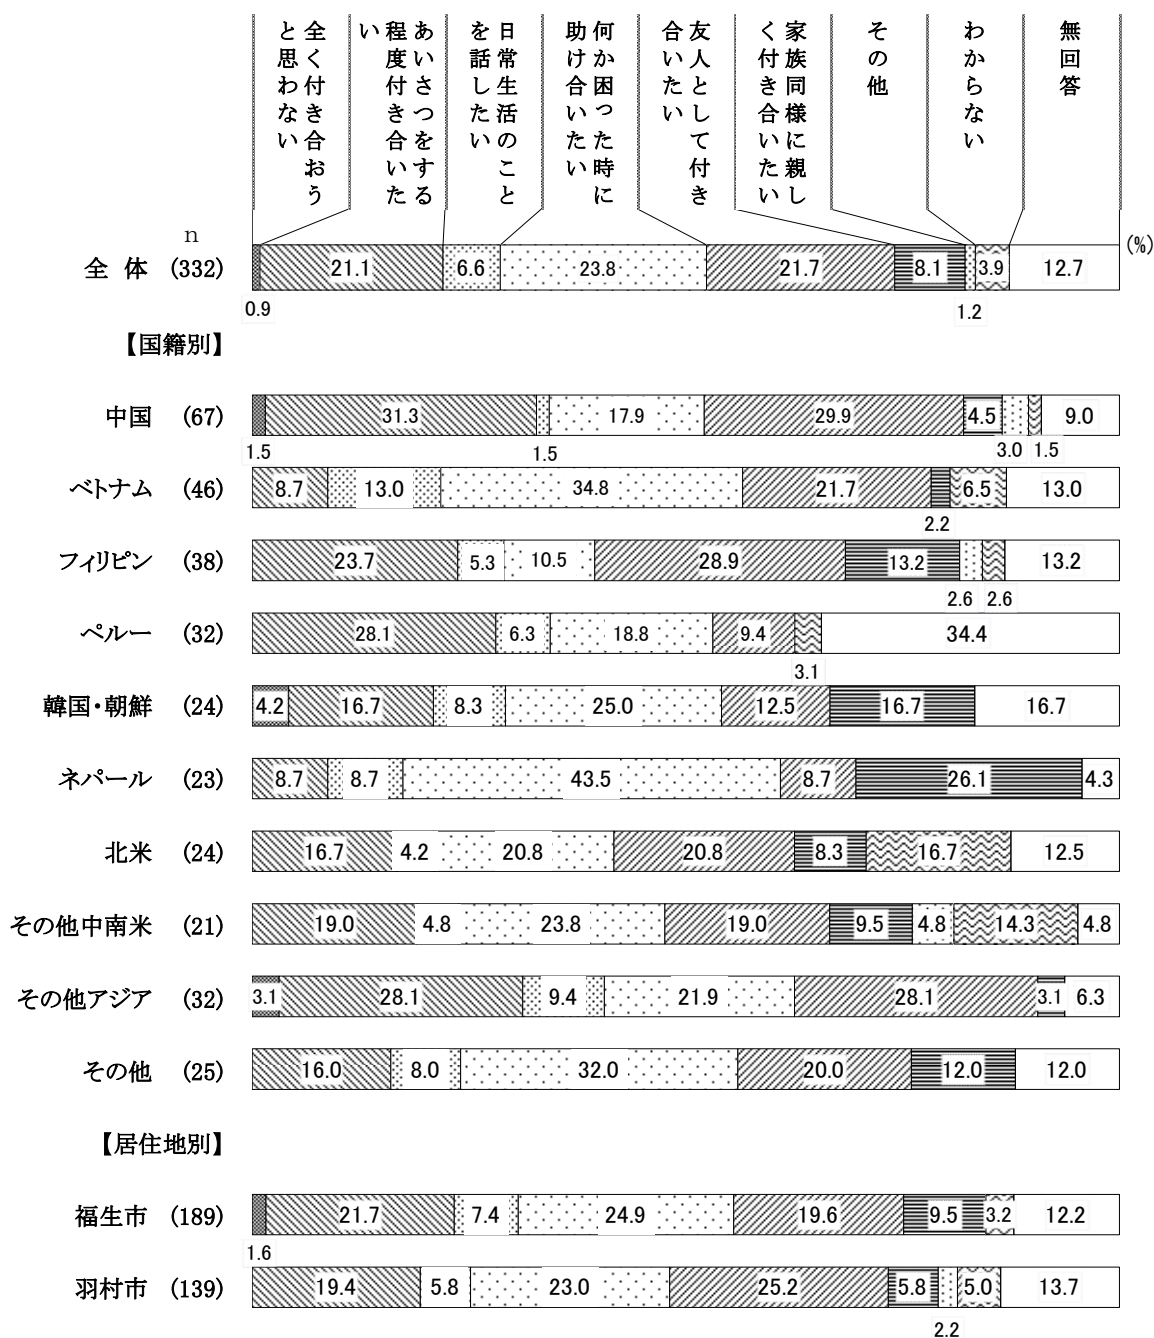 全く付き合おう
と思わない
あいさつをする
程度付き合いた
い
日常生活のこと
を話したい
何か困った時に
助け合いたい
友人として付き
合いたい
家族同様に親し
く付き合いたい
その他
わからない
無回答
n
(%)
全 体 (332) 21.1 6.6 23.8 21.7 8.1 3.9 12.7
0.9 1.2
【国籍別】
中国 (67) 31.3 17.9 29.9 4.5 9.0
1.5 1.5 3.0 1.5
ベトナム (46) 8.7 13.0 34.8 21.7 6.5 13.0
2.2
フィリピン (38) 23.7 5.3 10.5 28.9 13.2 13.2
2.6 2.6
ペルー (32) 28.1 6.3 18.8 9.4 34.4
3.1
韓国・朝鮮 (24) 4.2 16.7 8.3 25.0 12.5 16.7 16.7
ネパール (23) 8.7 8.7 43.5 8.7 26.1 4.3
北米 (24) 16.7 4.2 20.8 20.8 8.3 16.7 12.5
その他中南米 (21) 19.0 4.8 23.8 19.0 9.5 4.8 14.3 4.8
その他アジア (32) 3.1 28.1 9.4 21.9 28.1 3.1 6.3
その他 (25) 16.0 8.0 32.0 20.0 12.0 12.0
【居住地別】
福生市 (189) 21.7 7.4 24.9 19.6 9.5 3.2 12.2
1.6
羽村市 (139) 19.4 5.8 23.0 25.2 5.8 5.0 13.7
2.2